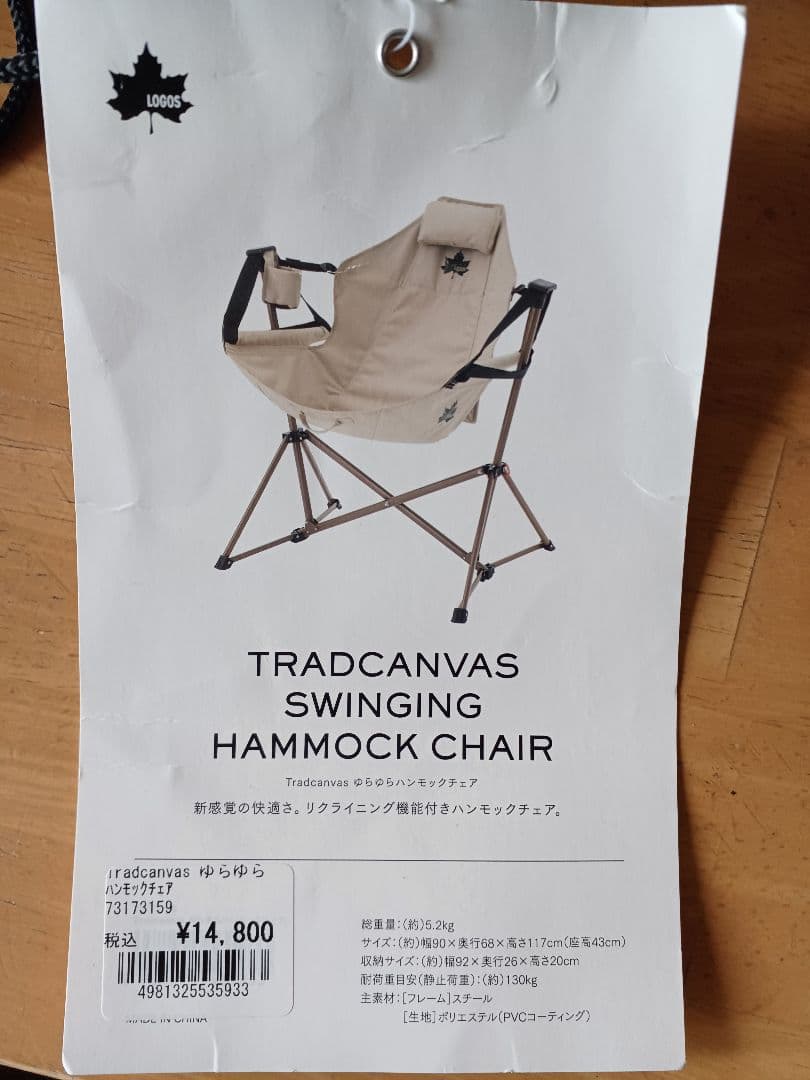 LOGOS
TRADCANVAS
SWINGING
HAMMOCK CHAIR
Tradcanvas ゆらゆらハンモックチェア
新感覚の快適さ。リクライニング機能付きハンモックチェア。
Tradcanvas ゆらゆら
ﾊﾝﾓｯｸﾁｪｱ
73173159
税込 ¥14,800
4981325535933
MADE IN CHINA
総重量:(約)5.2kg
サイズ:(約)幅90×奥行68×高さ117cm(座高43cm)
収納サイズ:(約)幅92×奥行26×高さ20cm
耐荷重目安(静止荷重):(約)130kg
主素材:[フレーム]スチール
[生地]ポリエステル(PVCコーティング)